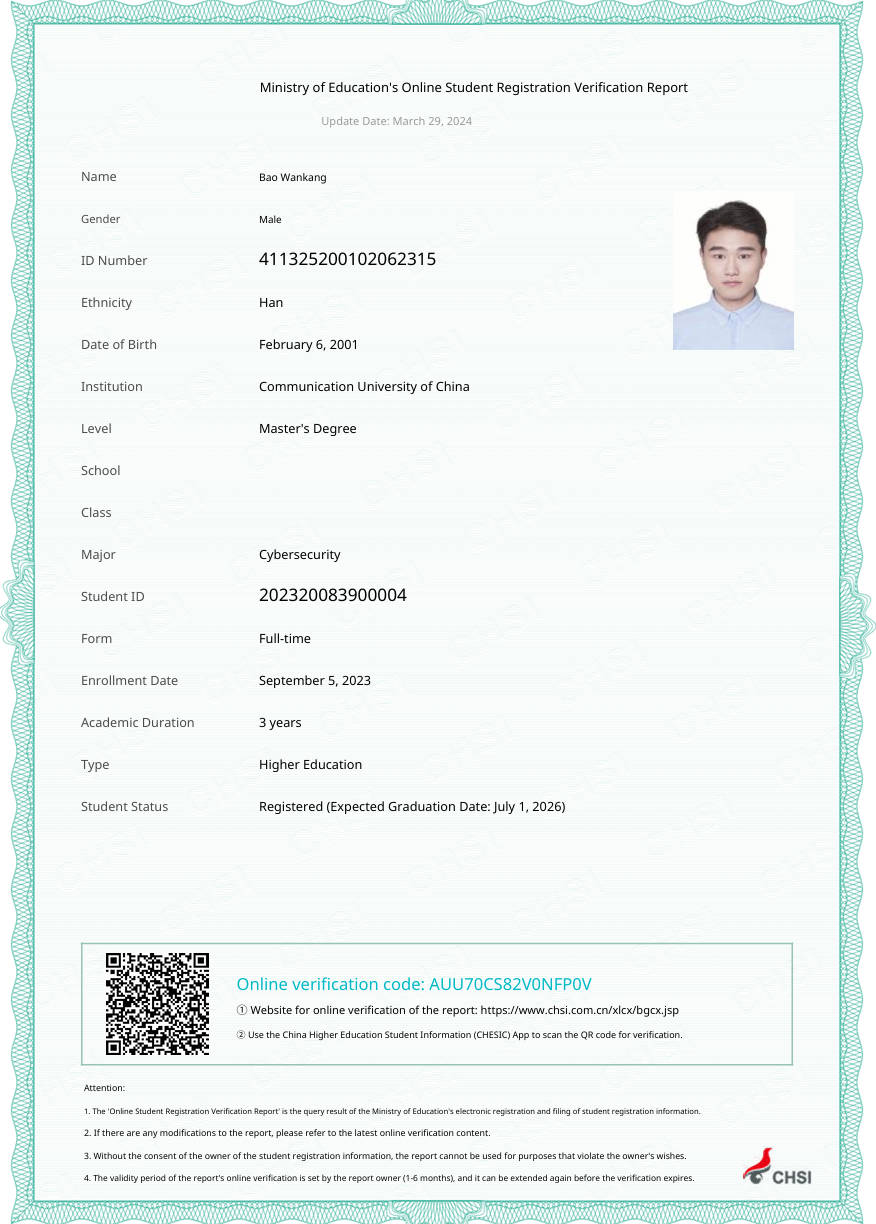 Ministry of Education's Online Student Registration Verification Report
Update Date: March 29, 2024
Name Bao Wankang
Gender Male
ID Number 411325200102062315
Ethnicity Han
Date of Birth February 6, 2001
Institution Communication University of China
Level Master's Degree
School
Class
Major Cybersecurity
Student ID 202320083900004
Form Full-time
Enrollment Date September 5, 2023
Academic Duration 3 years
Type Higher Education
Student Status Registered (Expected Graduation Date: July 1, 2026)
Online verification code: AUU70CS82V0NFP0V
① Website for online verification of the report: https://www.chsi.com.cn/xlcx/bgcx.jsp
② Use the China Higher Education Student Information (CHESIC) App to scan the QR code for verification.
Attention:
1. The 'Online Student Registration Verification Report' is the query result of the Ministry of Education's electronic registration and filing of student registration information.
2. If there are any modifications to the report, please refer to the latest online verification content.
3. Without the consent of the owner of the student registration information, the report cannot be used for purposes that violate the owner's wishes.
4. The validity period of the report's online verification is set by the report owner (1-6 months), and it can be extended again before the verification expires.
CHSI